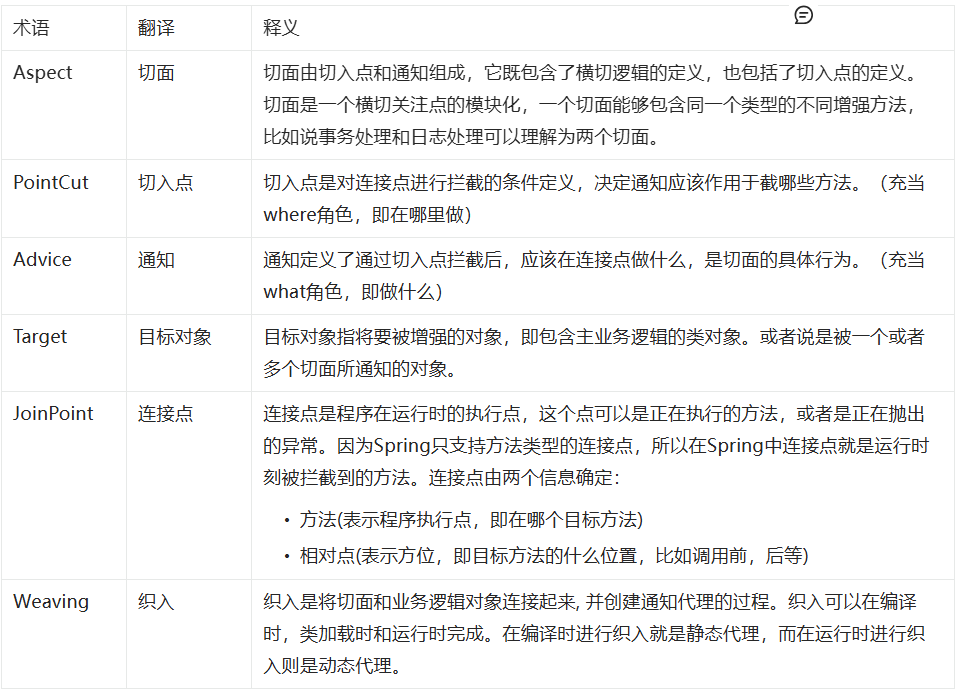 术语 翻译 释义
Aspect 切面 切面由切入点和通知组成，它既包含了横切逻辑的定义，也包括了切入点的定义。
切面是一个横切关注点的模块化，一个切面能够包含同一个类型的不同增强方法，
比如说事务处理和日志处理可以理解为两个切面。
PointCut 切入点 切入点是对连接点进行拦截的条件定义，决定通知应该作用于截哪些方法。（充当
where角色，即在哪里做）
Advice 通知 通知定义了通过切入点拦截后，应该在连接点做什么，是切面的具体行为。（充当
what角色，即做什么）
Target 目标对象 目标对象指将要被增强的对象，即包含主业务逻辑的类对象。或者说是被一个或者
多个切面所通知的对象。
JoinPoint 连接点 连接点是程序在运行时的执行点，这个点可以是正在执行的方法，或者是正在抛出
的异常。因为Spring只支持方法类型的连接点，所以在Spring中连接点就是运行时
刻被拦截到的方法。连接点由两个信息确定：
• 方法(表示程序执行点，即在哪个目标方法)
• 相对点(表示方位，即目标方法的什么位置，比如调用前，后等)
Weaving 织入 织入是将切面和业务逻辑对象连接起来, 并创建通知代理的过程。织入可以在编译
时，类加载时和运行时完成。在编译时进行织入就是静态代理，而在运行时进行织
入则是动态代理。